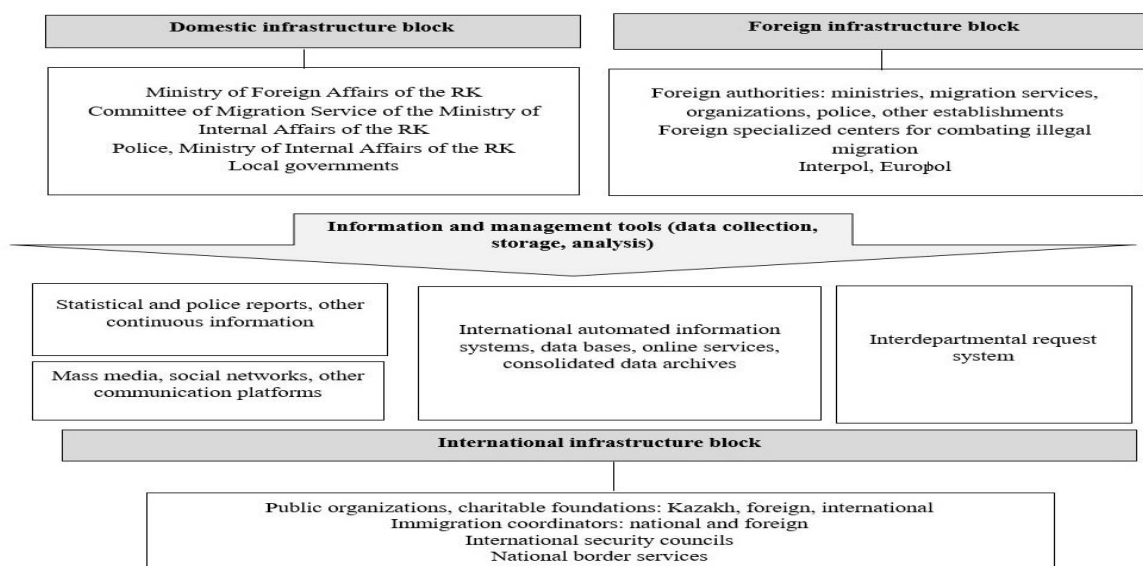 Domestic infrastructure block
Foreign infrastructure block
Ministry of Foreign Affairs of the RK
Committee of Migration Service of the Ministry of
Internal Affairs of the RK
Police, Ministry of Internal Affairs of the RK
Local governments
Foreign authorities: ministries, migration services,
organizations, police, other establishments
Foreign specialized centers for combating illegal
migration
Interpol, Europol
Information and management tools (data collection,
storage, analysis)
Statistical and police reports, other
continuous information
Mass media, social networks, other
communication platforms
International automated information
systems, data bases, online services,
consolidated data archives
Interdepartmental request
system
International infrastructure block
Public organizations, charitable foundations: Kazakh, foreign, international
Immigration coordinators: national and foreign
International security councils
National border services